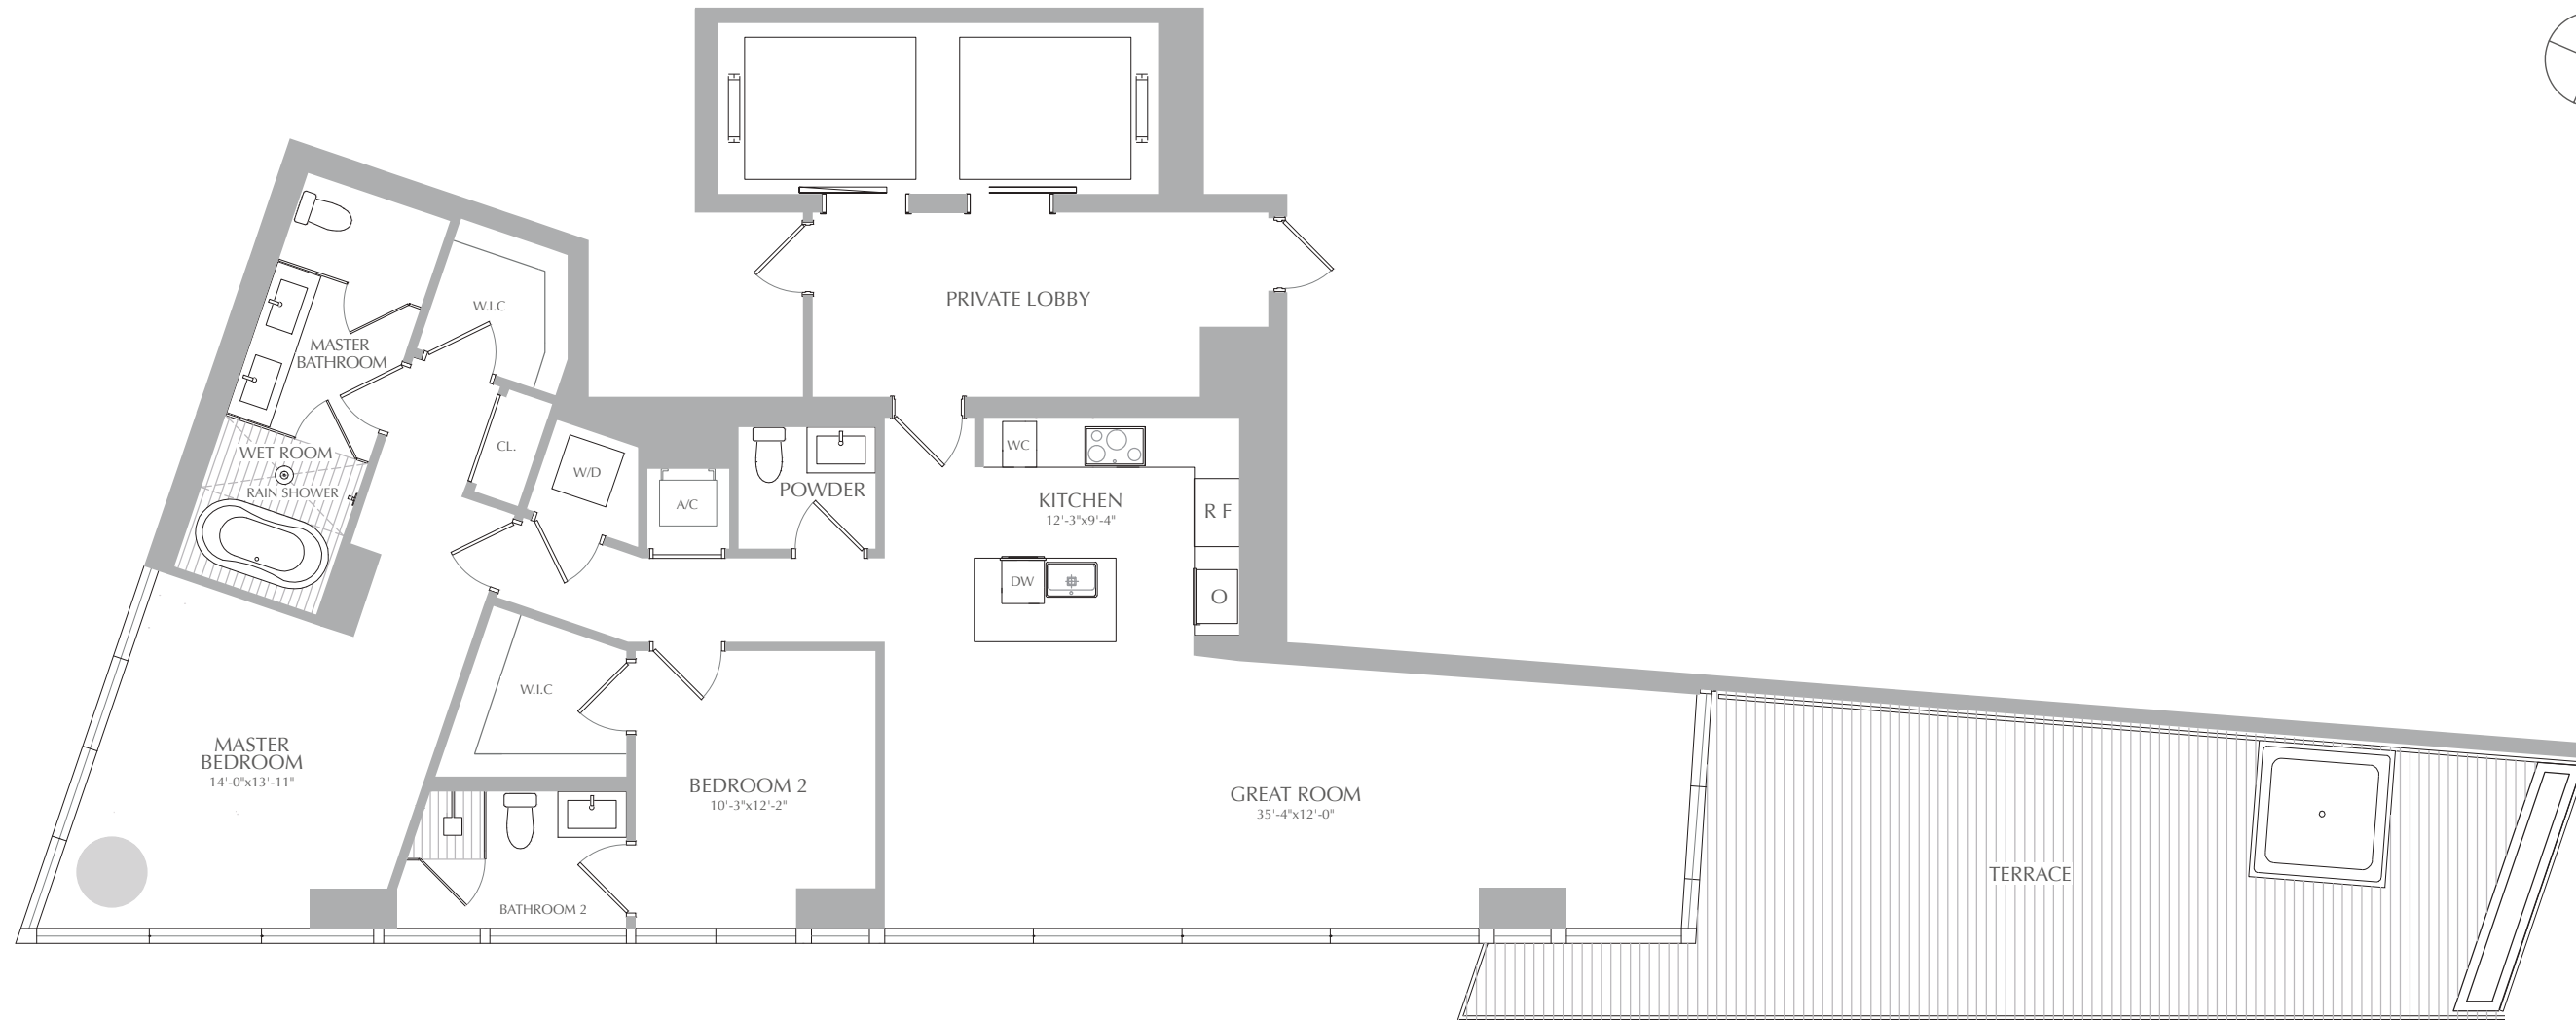 PRIVATE LOBBY
W.I.C
MASTER
BATHROOM
CL.
WET ROOM
RAIN SHOWER
W/D
A/C
POWDER
WC
KITCHEN
12'-3"x9'-4"
R F
DW
O
W.I.C
MASTER
BEDROOM
14'-0"x13'-11"
BEDROOM 2
10'-3"x12'-2"
GREAT ROOM
35'-4"x12'-0"
TERRACE
BATHROOM 2